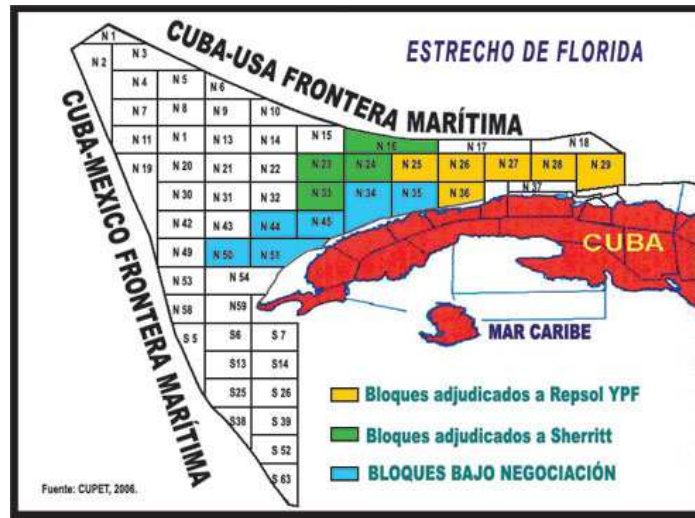 CUBA-USA FRONTERA MARÍTIMA
ESTRECHO DE FLORIDA
CUBA-MEXICO FRONTERA MARÍTIMA
N 1
N 2
N 3
N 4
N 5
N 6
N 7
N 8
N 9
N 10
N 11
N 1
N 13
N 14
N 15
N 16
N 17
N 18
N 19
N 20
N 21
N 22
N 23
N 24
N 25
N 26
N 27
N 28
N 29
N 30
N 31
N 32
N 33
N 34
N 35
N 36
N 37
N 42
N 43
N 44
N 45
N 49
N 50
N 51
N 53
N 54
N 58
N59
S 5
S6
S 7
S13
S14
S25
S 26
S38
S 39
S 52
S 63
CUBA
MAR CARIBE
Bloques adjudicados a Repsol YPF
Bloques adjudicados a Sherritt
BLOQUES BAJO NEGOCIACIÓN
Fuente: CUPET, 2006.